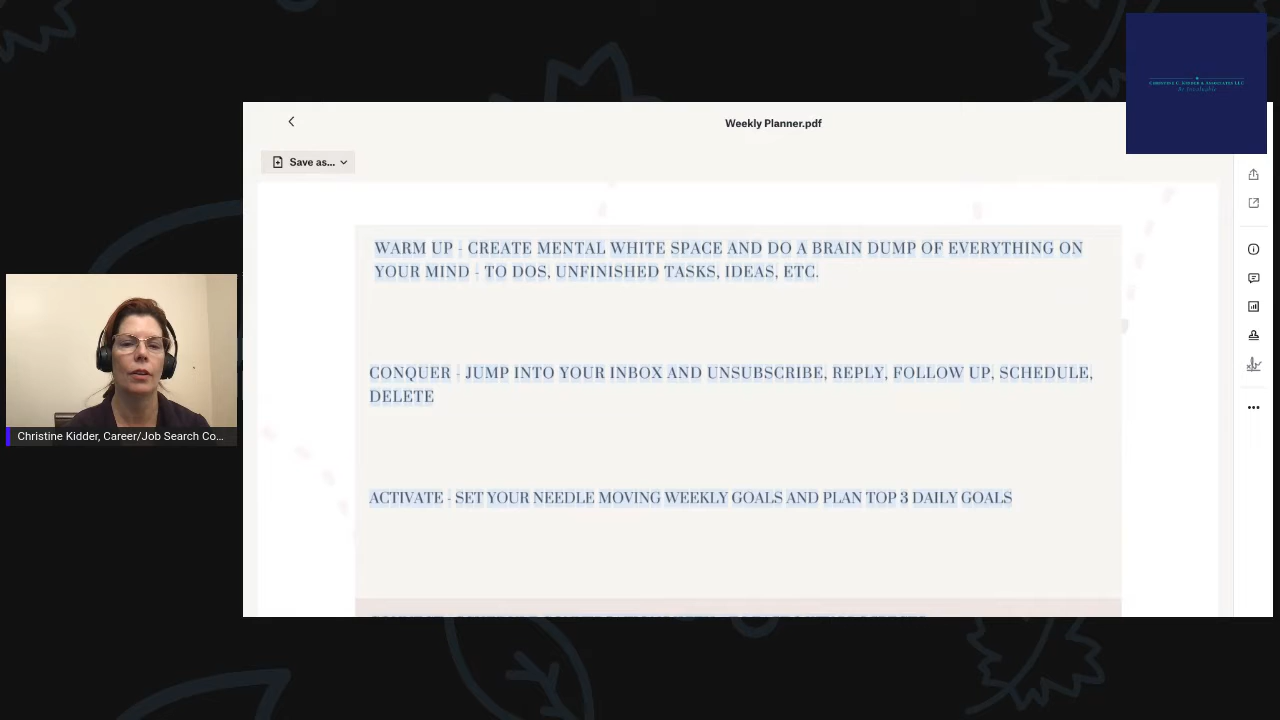 Weekly Planner.pdf
Save as...
WARM UP - CREATE MENTAL WHITE SPACE AND DO A BRAIN DUMP OF EVERYTHING ON
YOUR MIND - TO DOS, UNFINISHED TASKS, IDEAS, ETC.
CONQUER - JUMP INTO YOUR INBOX AND UNSUBSCRIBE, REPLY, FOLLOW UP, SCHEDULE,
DELETE
ACTIVATE - SET YOUR NEEDLE MOVING WEEKLY GOALS AND PLAN TOP 3 DAILY GOALS
Christine Kidder, Career/Job Search Co...